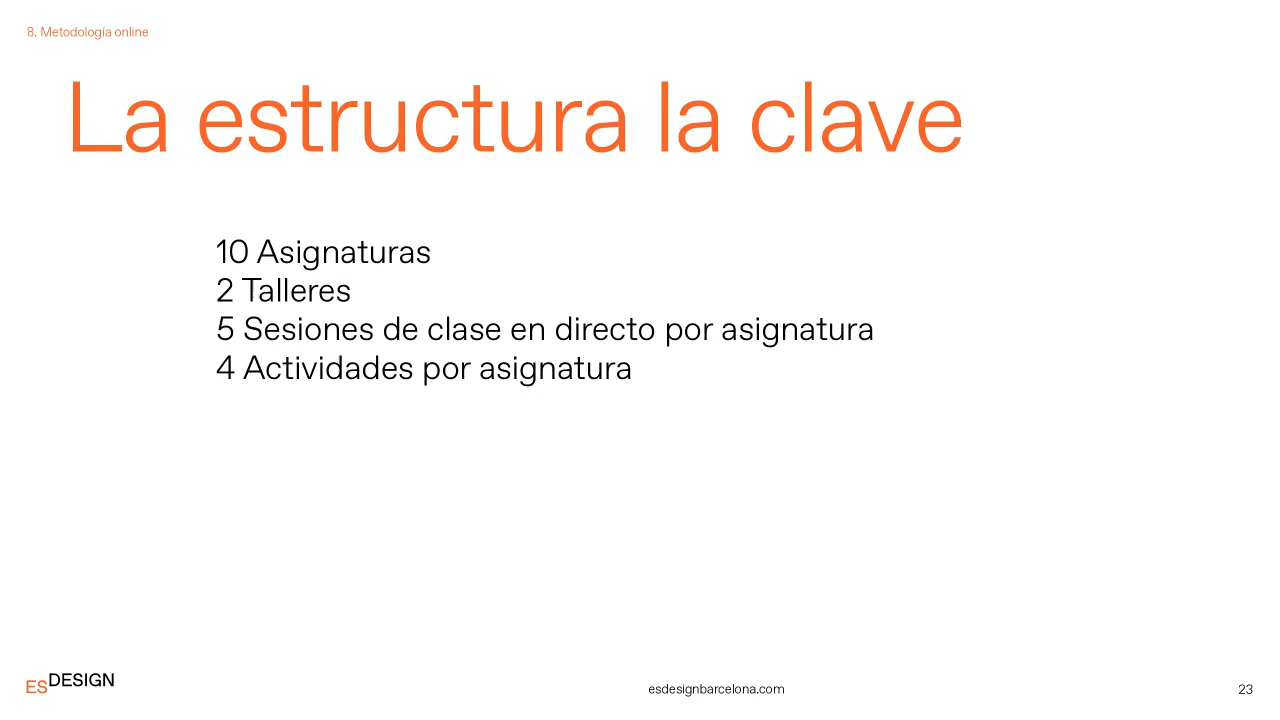 8. Metodología online
La estructura la clave
10 Asignaturas
2 Talleres
5 Sesiones de clase en directo por asignatura
4 Actividades por asignatura
ESDESIGN
esdesignbarcelona.com
23